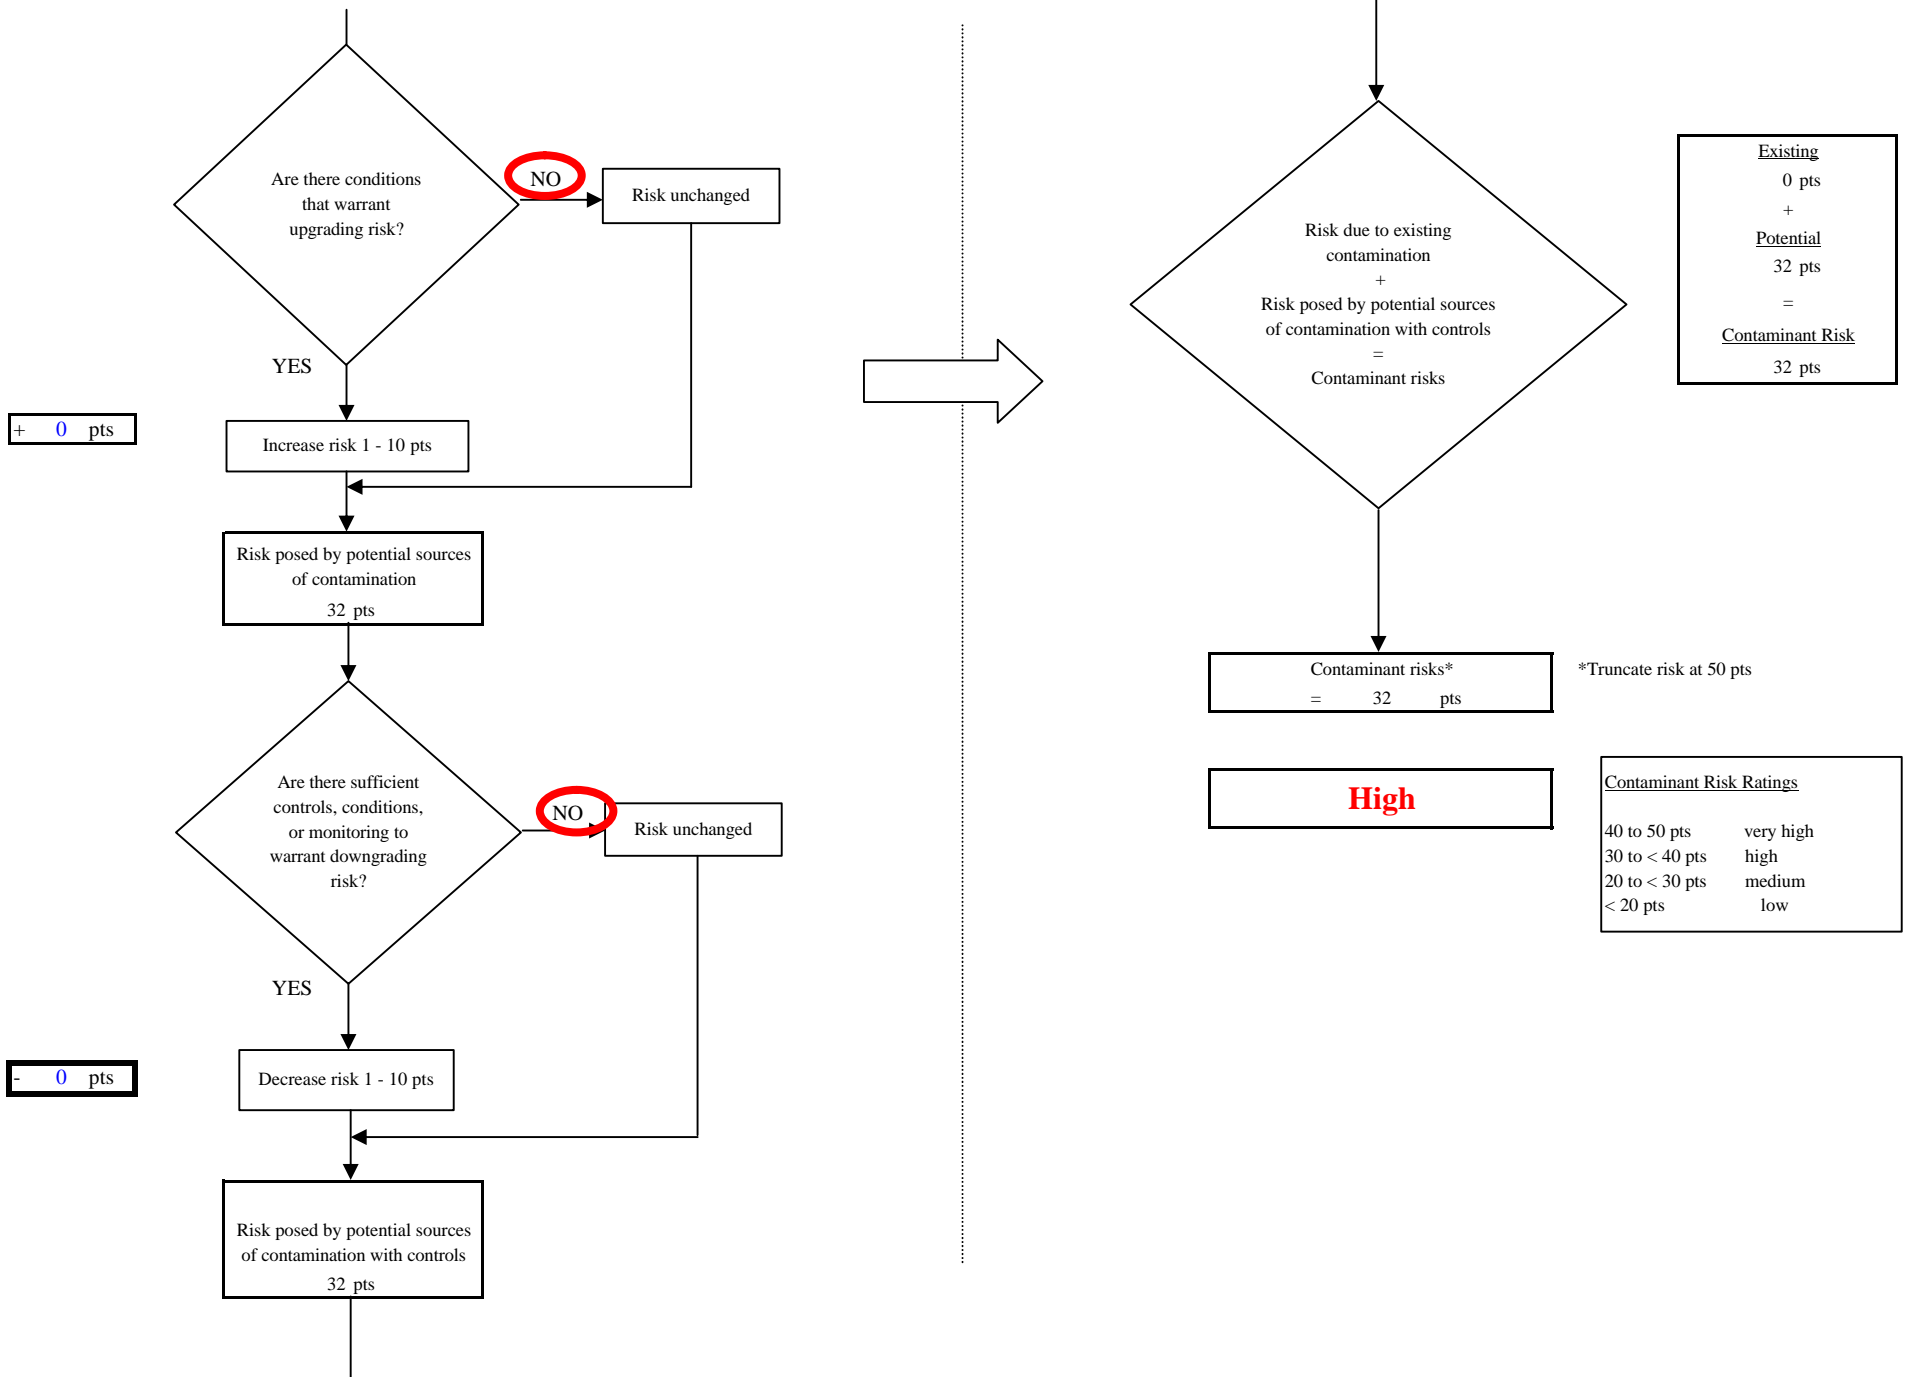 Are there conditions
that warrant
upgrading risk?
NO
Risk unchanged
YES
+ 0 pts
Increase risk 1 - 10 pts
Risk posed by potential sources
of contamination
32 pts
Are there sufficient
controls, conditions,
or monitoring to
warrant downgrading
risk?
NO
Risk unchanged
YES
- 0 pts
Decrease risk 1 - 10 pts
Risk posed by potential sources
of contamination with controls
32 pts
Risk due to existing
contamination
+
Risk posed by potential sources
of contamination with controls
=
Contaminant risks
Existing
0 pts
+
Potential
32 pts
=
Contaminant Risk
32 pts
Contaminant risks*
= 32 pts
*Truncate risk at 50 pts
High
Contaminant Risk Ratings
40 to 50 pts very high
30 to < 40 pts high
20 to < 30 pts medium
< 20 pts low